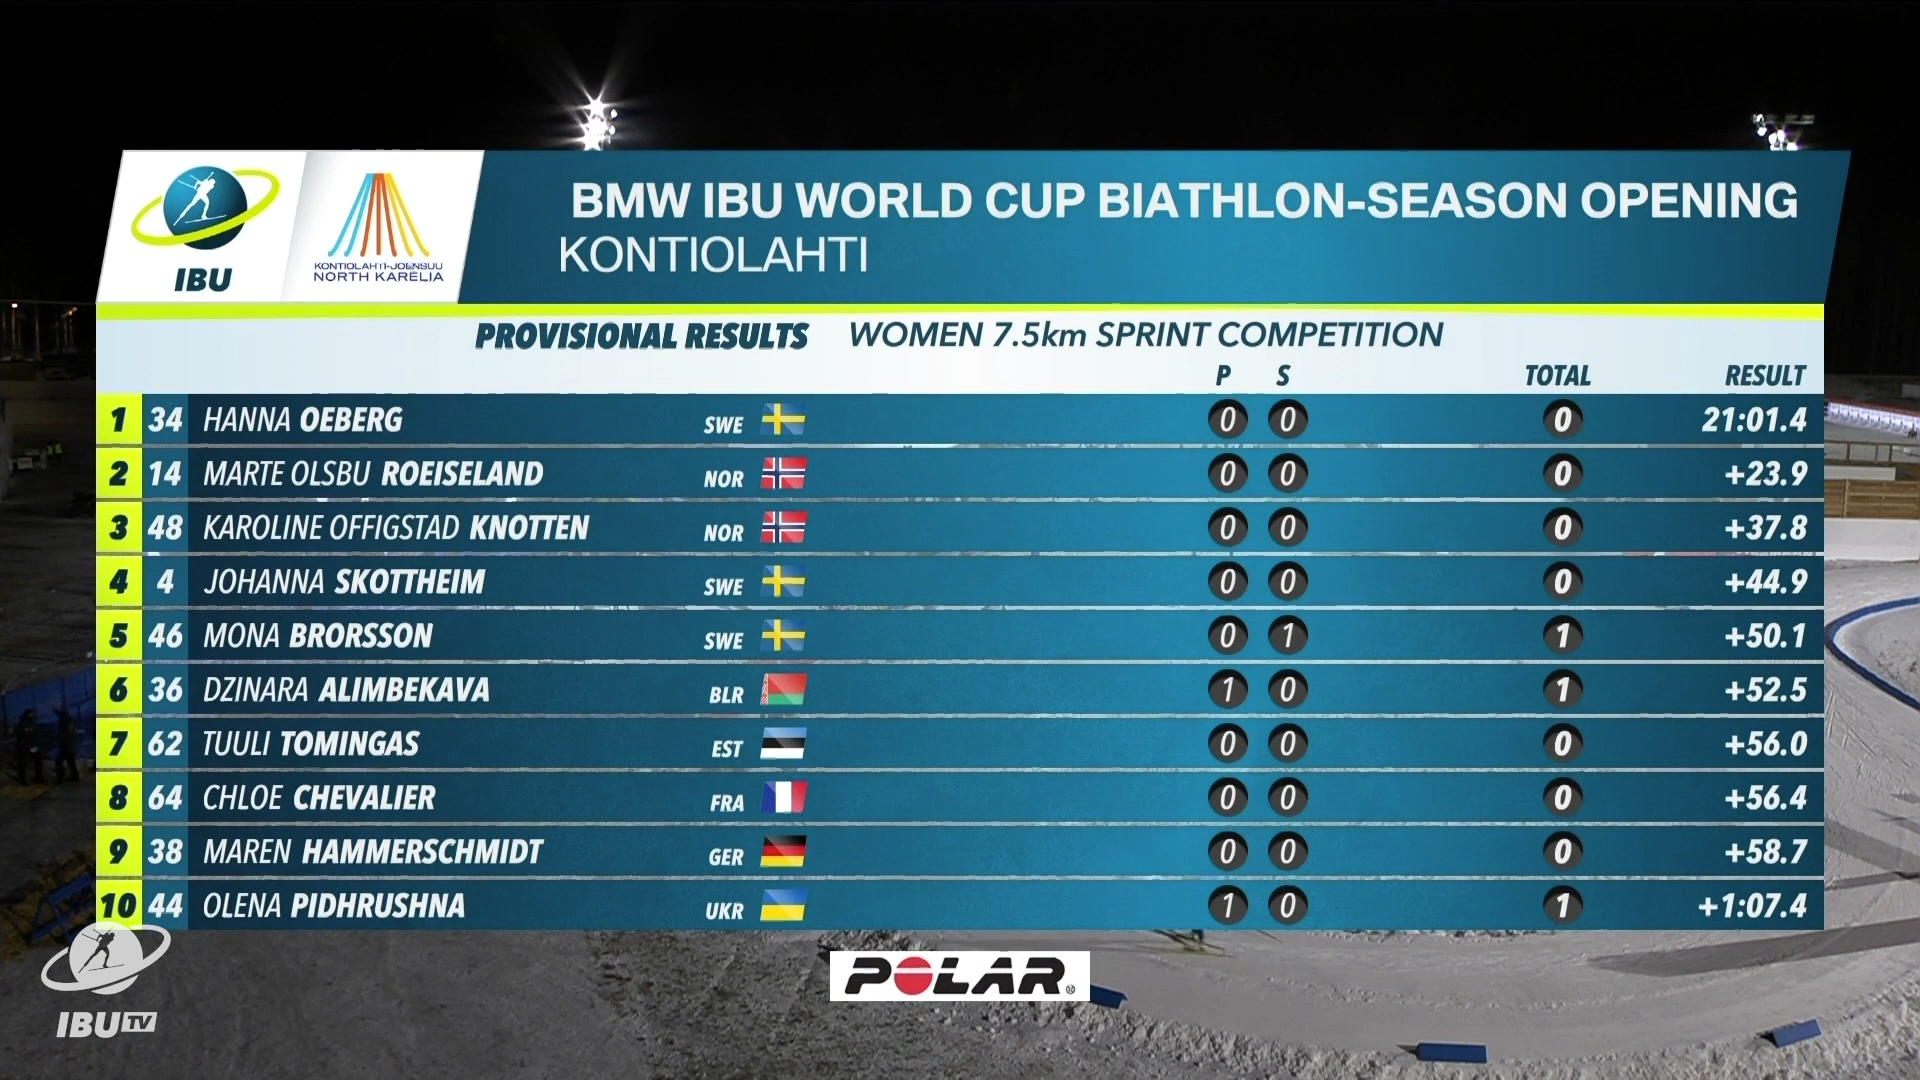 BMW IBU WORLD CUP BIATHLON-SEASON OPENING
KONTIOLAHTI
IBU
KONTIOLAHTI-JOENSUU
NORTH KARELIA
PROVISIONAL RESULTS WOMEN 7.5km SPRINT COMPETITION
P S TOTAL RESULT
1 34 HANNA OEBERG SWE 0 0 0 21:01.4
2 14 MARTE OLSBU ROEISELAND NOR 0 0 0 +23.9
3 48 KAROLINE OFFIGSTAD KNOTTEN NOR 0 0 0 +37.8
4 4 JOHANNA SKOTTHEIM SWE 0 0 0 +44.9
5 46 MONA BRORSSON SWE 0 1 1 +50.1
6 36 DZINARA ALIMBEKAVA BLR 1 0 1 +52.5
7 62 TUULI TOMINGAS EST 0 0 0 +56.0
8 64 CHLOE CHEVALIER FRA 0 0 0 +56.4
9 38 MAREN HAMMERSCHMIDT GER 0 0 0 +58.7
10 44 OLENA PIDHRUSHNA UKR 1 0 1 +1:07.4
POLAR®
IBU TV